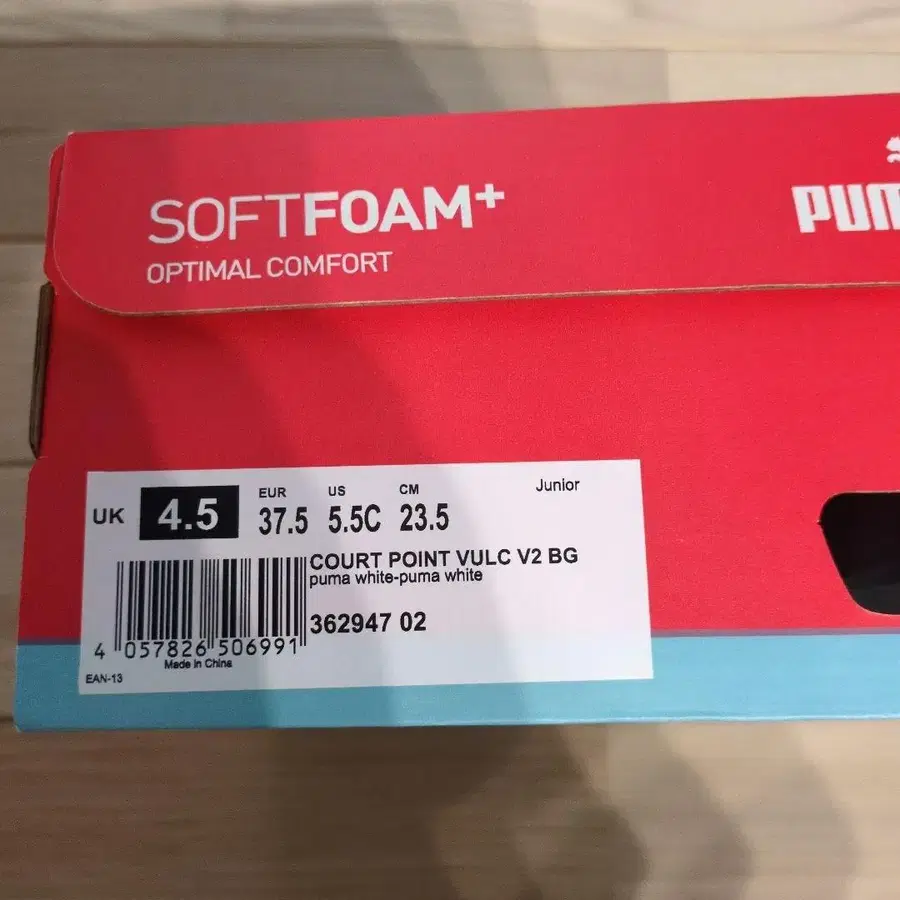 SOFTFOAM+
OPTIMAL COMFORT
PUM
Junior
UK 4.5 EUR 37.5 US 5.5C CM 23.5
COURT POINT VULC V2 BG
puma white-puma white
362947 02
4 057826 506991
Made in China
EAN-13